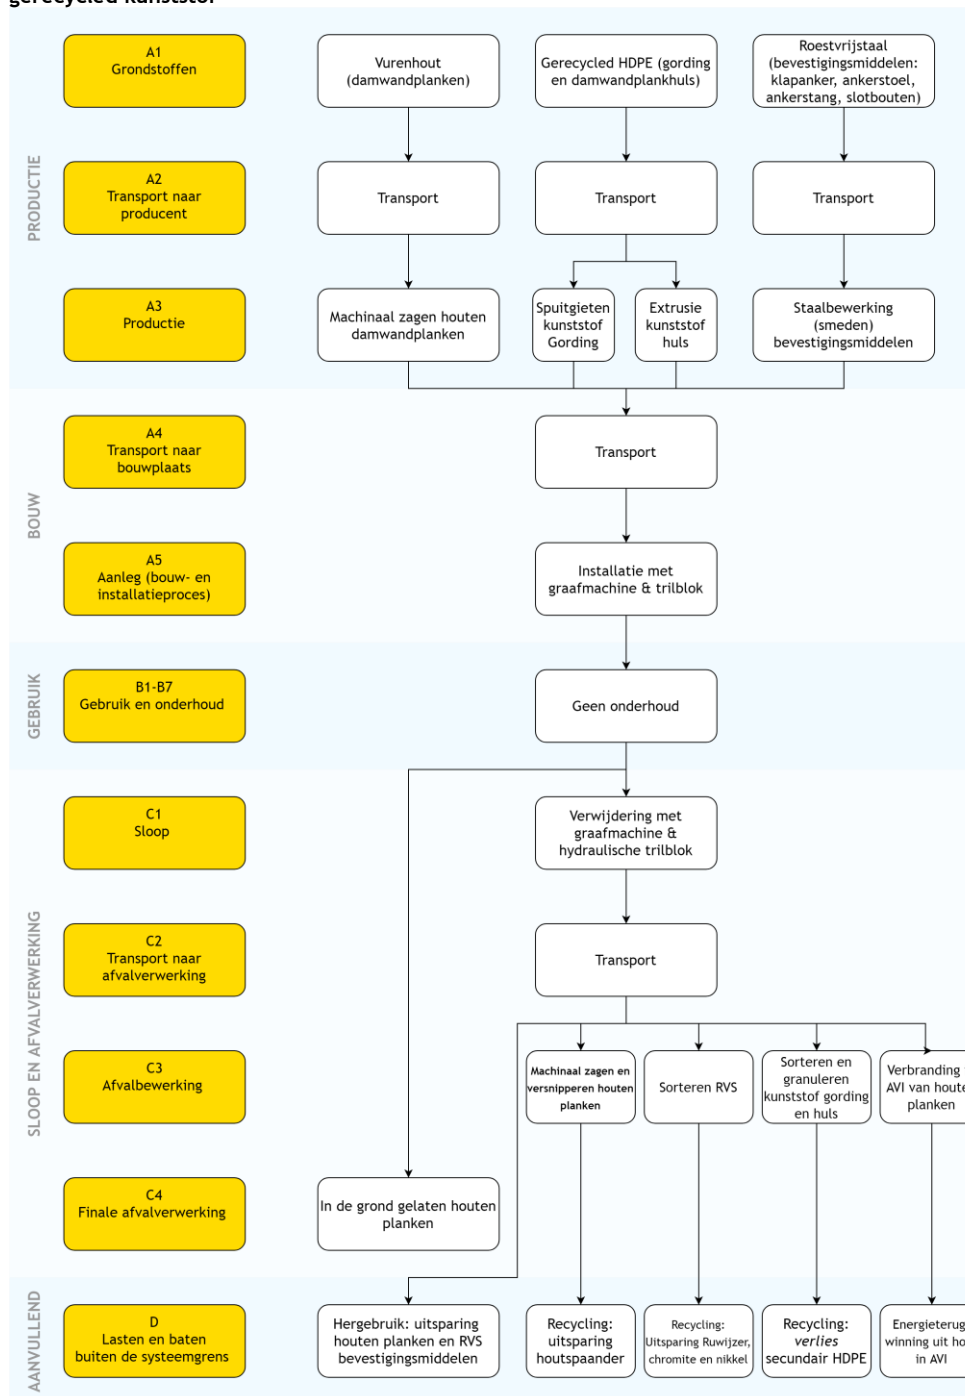 gerecycled kunststof
A1
Grondstoffen
Vurenhout
(damwandplanken)
Gerecycled HDPE (gording
en damwandplankhuls)
Roestvrijstaal
(bevestigingsmiddelen:
klapanker, ankerstoel,
ankerstang, slotbouten)
PRODUCTIE
A2
Transport naar
producent
Transport
Transport
Transport
A3
Productie
Machinaal zagen houten
damwandplanken
Spuitgieten
kunststof
Gording
Extrusie
kunststof
huls
Staalbewerking
(smeden)
bevestigingsmiddelen
BOUW
A4
Transport naar
bouwplaats
Transport
A5
Aanleg (bouw- en
installatieproces)
Installatie met
graafmachine & trilblok
GEBRUIK
B1-B7
Gebruik en onderhoud
Geen onderhoud
SLOOP EN AFVALVERWERKING
C1
Sloop
Verwijdering met
graafmachine &
hydraulische trilblok
C2
Transport naar
afvalverwerking
Transport
C3
Afvalbewerking
Machinaal zagen en
versnipperen houten
planken
Sorteren RVS
Sorteren en
granuleren
kunststof gording
en huls
Verbranding
AVI van houte
planken
C4
Finale afvalverwerking
In de grond gelaten houten
planken
AANVULLEND
D
Lasten en baten
buiten de systeemgrens
Hergebruik: uitsparing
houten planken en RVS
bevestigingsmiddelen
Recycling:
uitsparing
houtspaander
Recycling:
Uitsparing Ruwijzer,
chromite en nikkel
Recycling:
verlies
secundair HDPE
Energieterug
winning uit ho
in AVI